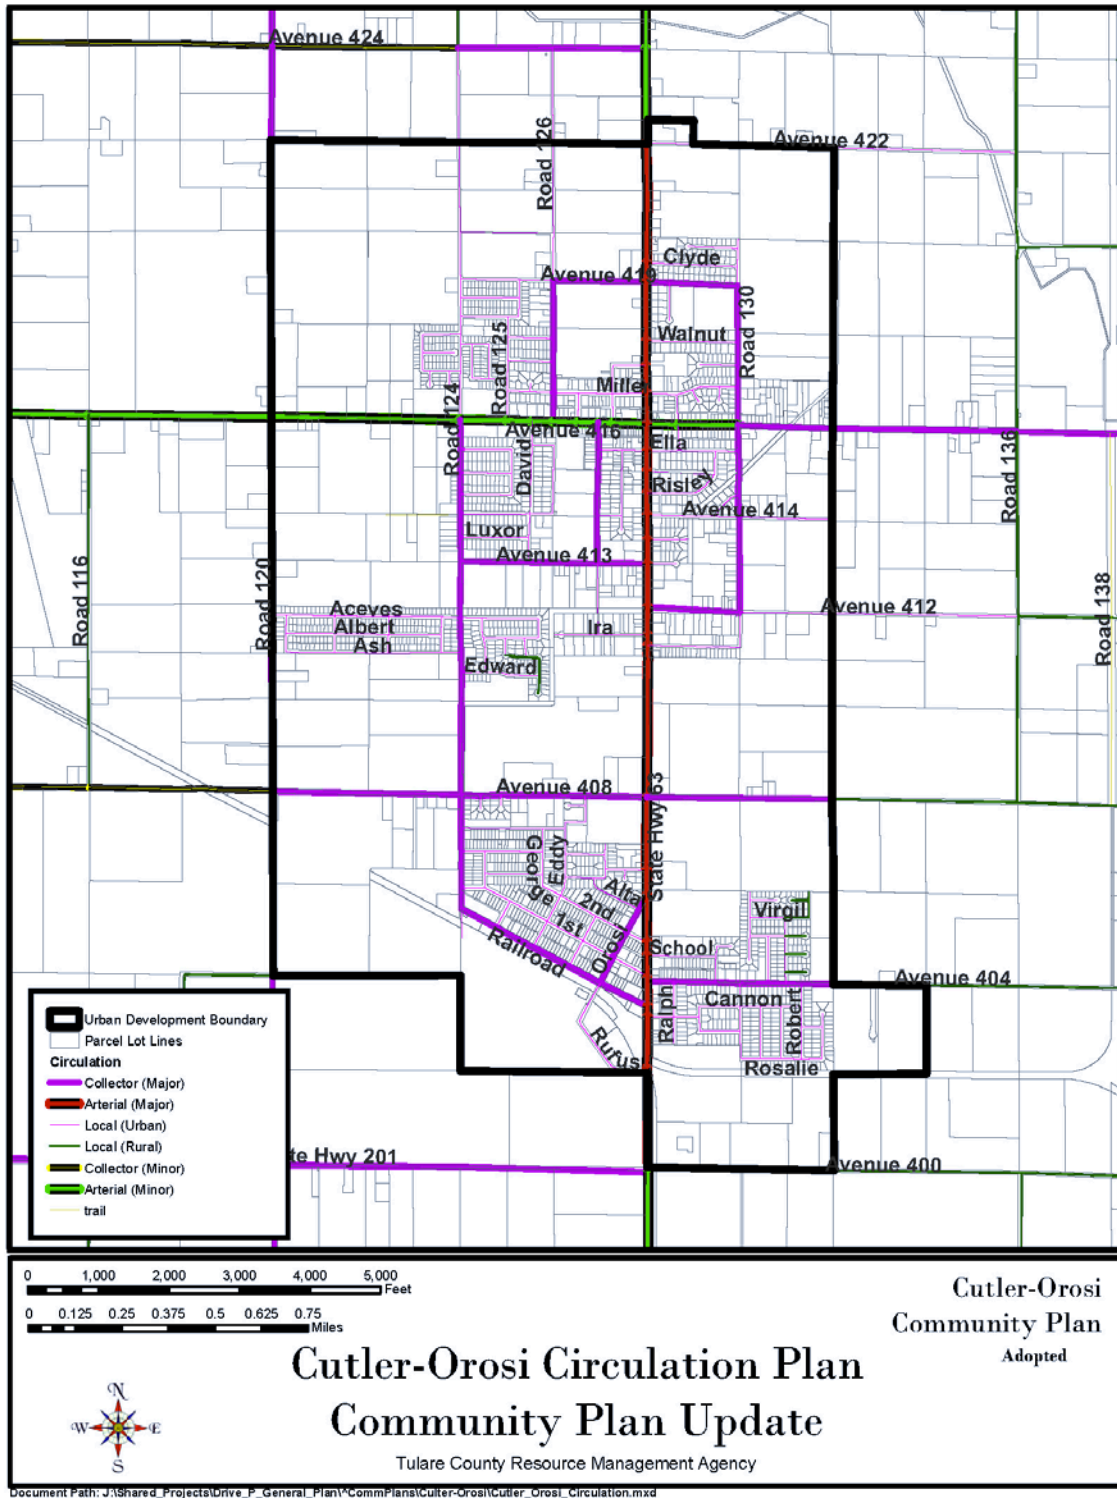 Avenue 424
Road 126
Avenue 422
Clyde
Avenue 419
Road 130
Walnut
Road 125
Mille
Road 124
Avenue 416
Ella
David
Road 136
Risley
Avenue 414
Luxor
Avenue 413
Road 116
Road 120
Aceves
Avenue 412
Albert
Ira
Road 138
Ash
Edward
Avenue 408
State Hwy 63
George
Eddy
Alta
2nd
1st
Virgil
Orosi
School
Railroad
Avenue 404
Cannon
Ralph
Robert
Rufus
Rosalie
te Hwy 201
Avenue 400
Urban Development Boundary
Parcel Lot Lines
Circulation
Collector (Major)
Arterial (Major)
Local (Urban)
Local (Rural)
Collector (Minor)
Arterial (Minor)
trail
0 1,000 2,000 3,000 4,000 5,000
Feet
0 0.125 0.25 0.375 0.5 0.625 0.75
Miles
Cutler-Orosi
Community Plan
Adopted
Cutler-Orosi Circulation Plan
Community Plan Update
Tulare County Resource Management Agency
N
W E
S
Document Path: J:\Shared_Projects\Drive_P_General_Plan\^CommPlans\Culter-Orosi\Cutler_Orosi_Circulation.mxd